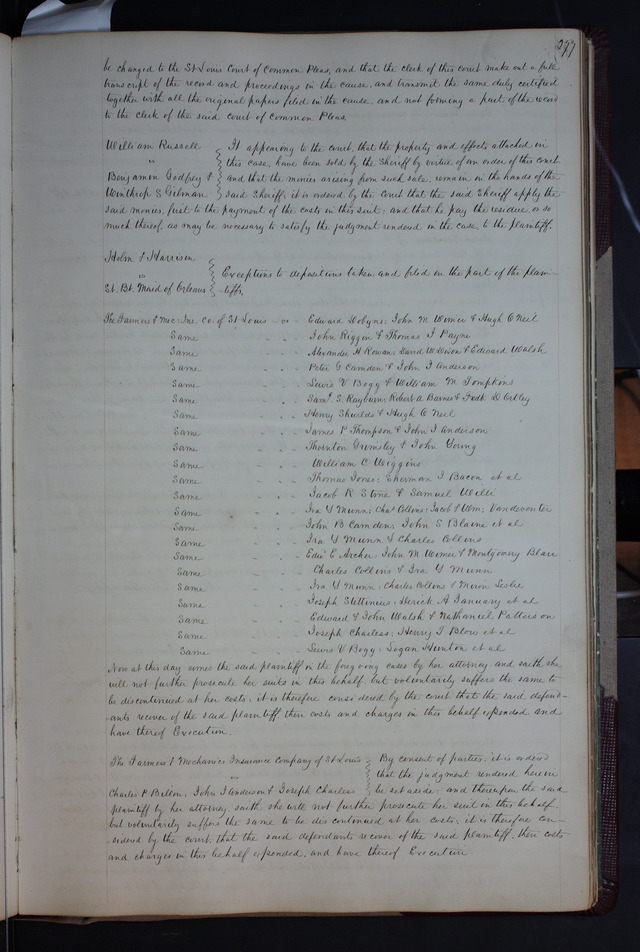 277
be changed to the St Louis Court of Common Pleas, and that the clerk of this court make out a full
transcript of the record and proceedings in the cause, and transmit the same duly certified
together with all the original papers filed in the cause and not forming a part of the record
to the clerk of the said court of Common Pleas.
William Russell
vs
Benjamin Godfrey &
Winthrop S Gilman
It appearing to the court, that the property and effects attached in
this case, have been sold by the Sheriff by virtue of an order of this court
and that the monies arising from such sale, remain in the hands of the
said Sheriff, it is ordered by the Court that the said Sheriff apply the
said monies, first to the payment of the costs in this suit; and that he pay the residue, or so
much thereof, as may be necessary to satisfy the judgment rendered in the case, to the plaintiff.
Holm & Harrison
vs
St. Bt. Maid of Orleans
Exceptions to depositions taken and filed on the part of the plain-
tiffs,
The Farmers & Mec: Ins. Co: of St Louis vs Edward Dobyns; John M Wimer & Hugh O Neil
Same " " John Riggin & Thomas J Payne
Same " " Alexander H Rowan; David W Dixon & Edward Walsh
Same " " Peter G Camden & John J Anderson
Same " " Lewis V Bogy & William M Tompkins
Same " " Saml. S. Rayburn; Robert A Barnes &
Same " " Henry Shields & Hugh O Neil
Same " " James P Thompson & John J Anderson
Same " " Thornton Grimsley & John Young
Same " " William C Wiggins
Same " " Thomas Jones; Sherman J Bacon et al
Same " " Jacob R Stine & Samuel Willi
Same " " Ira Y Munn; Chas Collins; Jacob & Wm: Vandeventer
Same " " John B Camden; John S Blaine et al
Same " " Ira Y Munn & Charles Collins
Same " " Edwd E Archer; John M Wimer & Montgomery Blair
Same " " Charles Collins & Ira Y Munn
Same " " Ira Y Munn; Charles Collins & Miron Leslie
Same " " Joseph Stettinius; Derick A January et al
Same " " Edward & John Walsh & Nathaniel Patterson
Same " " Joseph Charless; Henry T Blow et al
Same " " Lewis V Bogy; Logan Hunton et al
Now at this day comes the said plaintiff in the foregoing cases by her attorney and saith she
will not further prosecute her suits in this behalf but voluntarily suffers the same to
be discontinued at her costs; it is therefore considered by the court that the said defend-
-ants recover of the said plaintiff their costs and charges in this behalf expended and
have thereof Execution.
The Farmers & Mechanics Insurance Company of St Louis
vs
Charles P Billon; John J Anderson & Joseph Charless
By consent of parties; it is ordered
that the judgment rendered herein
be set aside: and thereupon the said
plaintiff by her attorney saith she will not further prosecute her suit in this behalf
but voluntarily suffers the same to be discontinued at her costs; it is therefore con-
-sidered by the court, that the said defendants recover of the said plaintiff; their costs
and charges in this behalf expended, and have thereof Execution